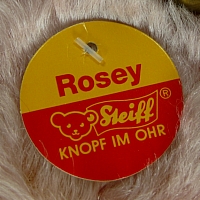 Rosey
Steiff®
KNOPF IM OHR